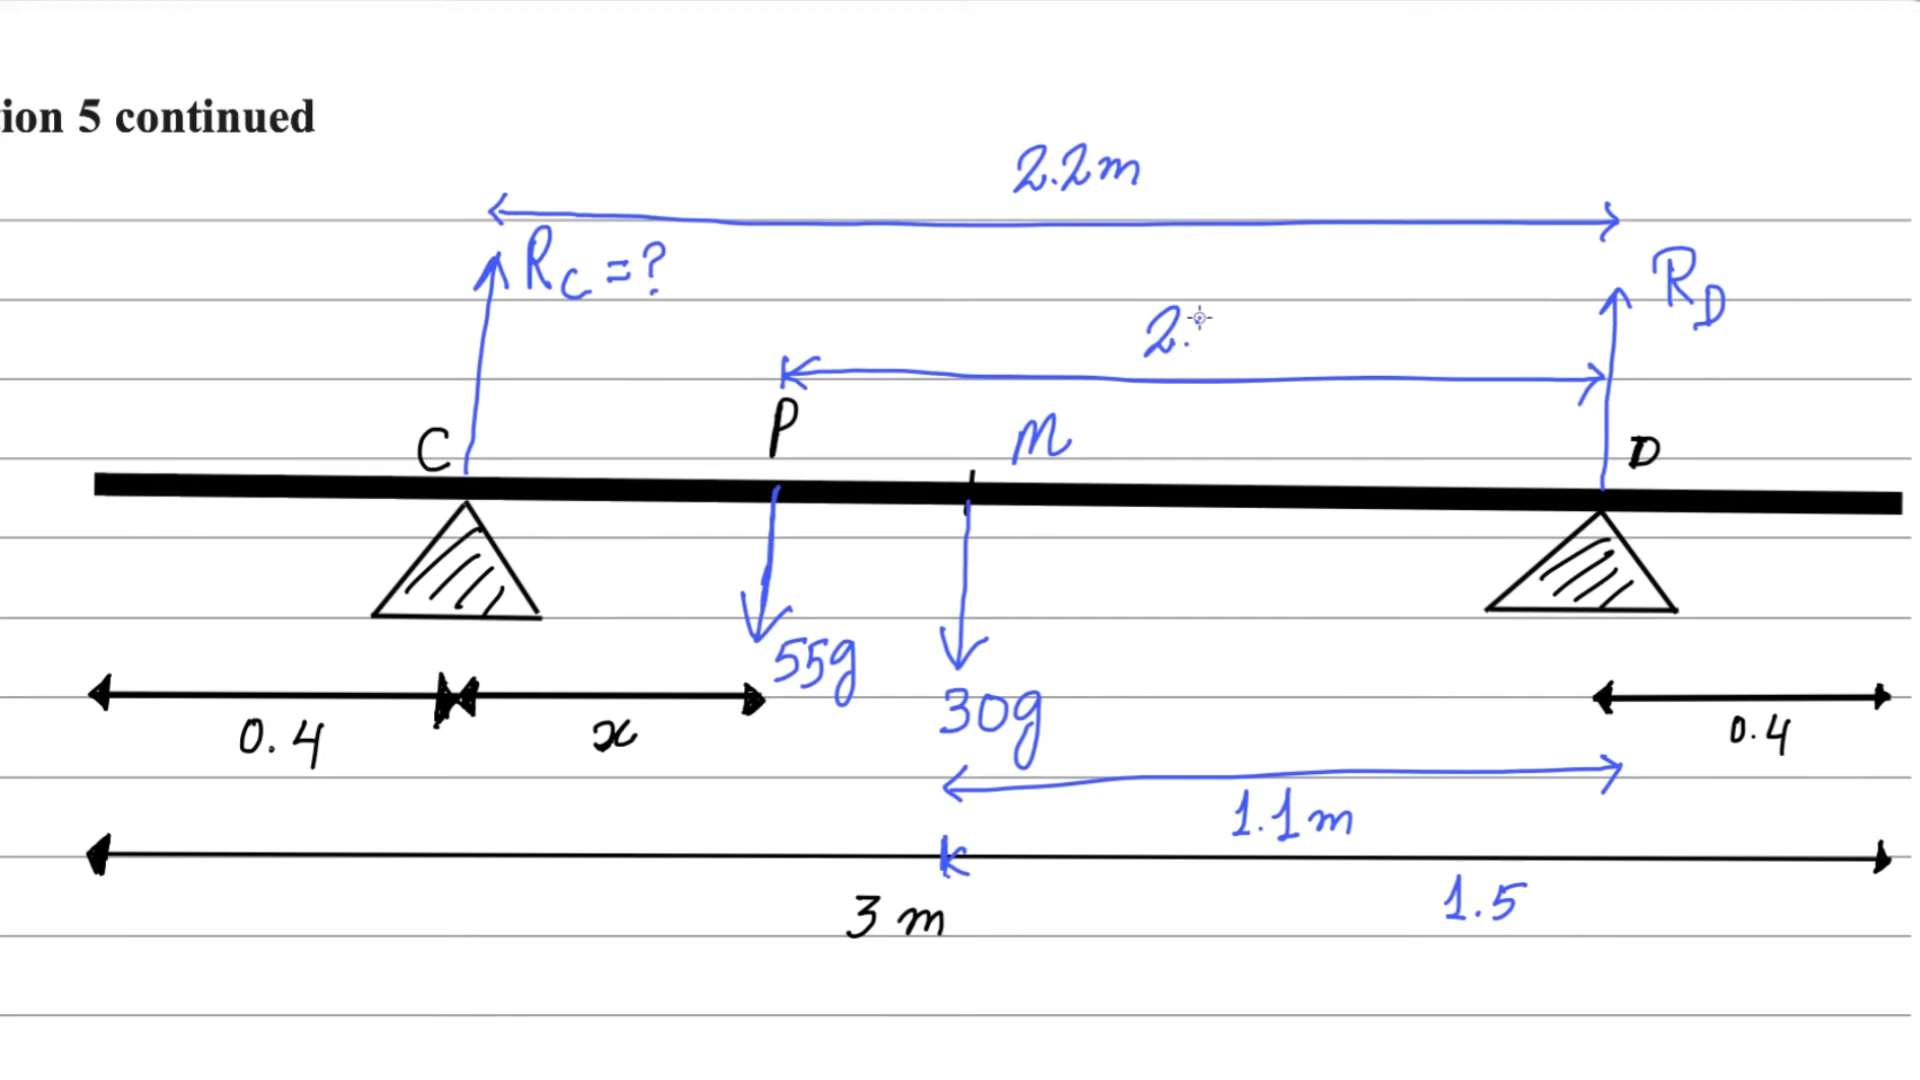 ion 5 continued
2.2m
R_C = ?
R_D
2.
P
M
C
D
55g
30g
0.4
x
0.4
1.1m
3 m
1.5